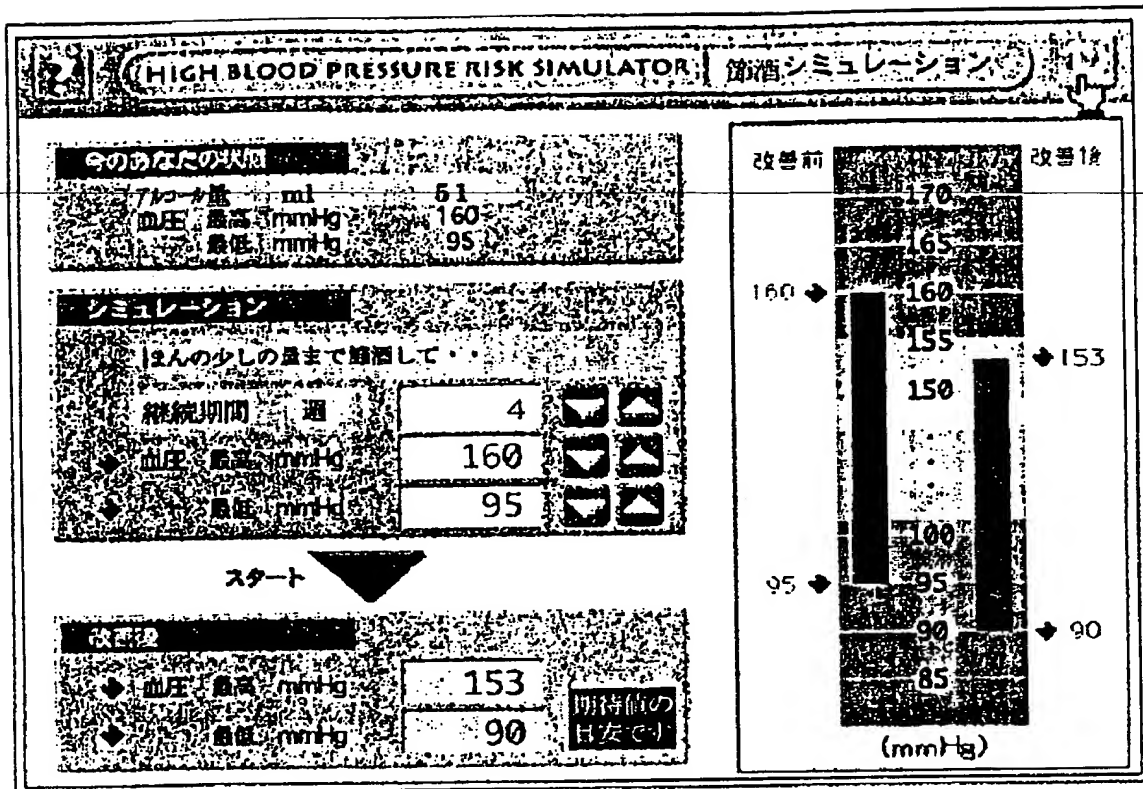 HIGH BLOOD PRESSURE RISK SIMULATOR 節酒シミュレーション
今のあなたの状態
アルコール量 ml 51
血圧 最高 mmHg 160
最低 mmHg 95
シミュレーション
ほんの少しの量まで節酒して・・
継続期間 週 4
血圧 最高 mmHg 160
最低 mmHg 95
スタート
改善後
血圧 最高 mmHg 153
最低 mmHg 90
期待値の
目安です
改善前 改善後
170
165
160 160
155
153
150
100
95 95
90 90
85
(mmHg)